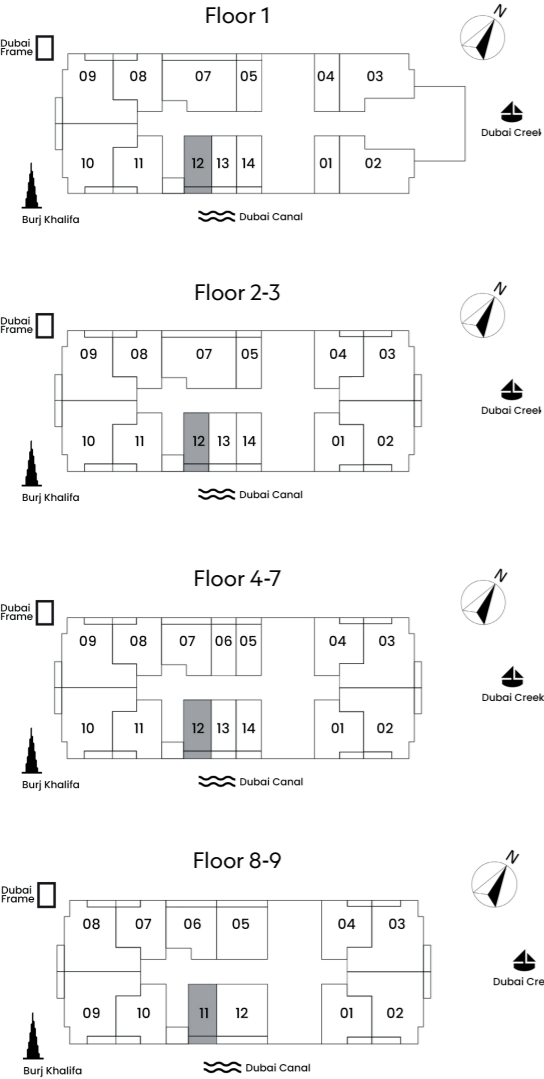 Floor 1
N
Dubai
Frame
09 08 07 05 04 03
Dubai Creek
10 11 12 13 14 01 02
Burj Khalifa
Dubai Canal
Floor 2-3
N
Dubai
Frame
09 08 07 05 04 03
Dubai Creek
10 11 12 13 14 01 02
Burj Khalifa
Dubai Canal
Floor 4-7
N
Dubai
Frame
09 08 07 06 05 04 03
Dubai Creek
10 11 12 13 14 01 02
Burj Khalifa
Dubai Canal
Floor 8-9
N
Dubai
Frame
08 07 06 05 04 03
Dubai Cre
09 10 11 12 01 02
Burj Khalifa
Dubai Canal